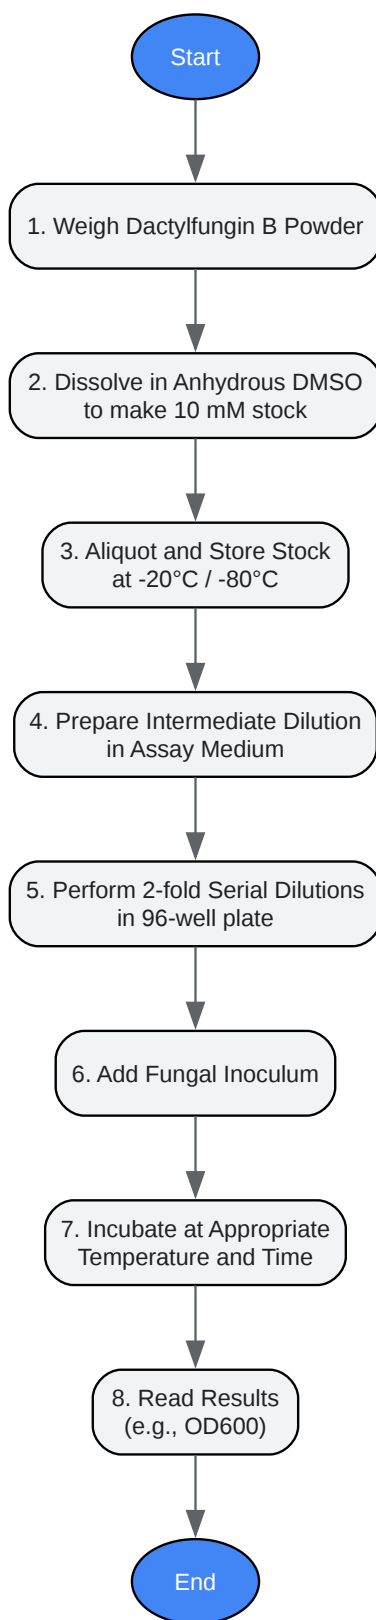 Start
1. Weigh Dactylfungin B Powder
2. Dissolve in Anhydrous DMSO
to make 10 mM stock
3. Aliquot and Store Stock
at -20°C / -80°C
4. Prepare Intermediate Dilution
in Assay Medium
5. Perform 2-fold Serial Dilutions
in 96-well plate
6. Add Fungal Inoculum
7. Incubate at Appropriate
Temperature and Time
8. Read Results
(e.g., OD600)
End